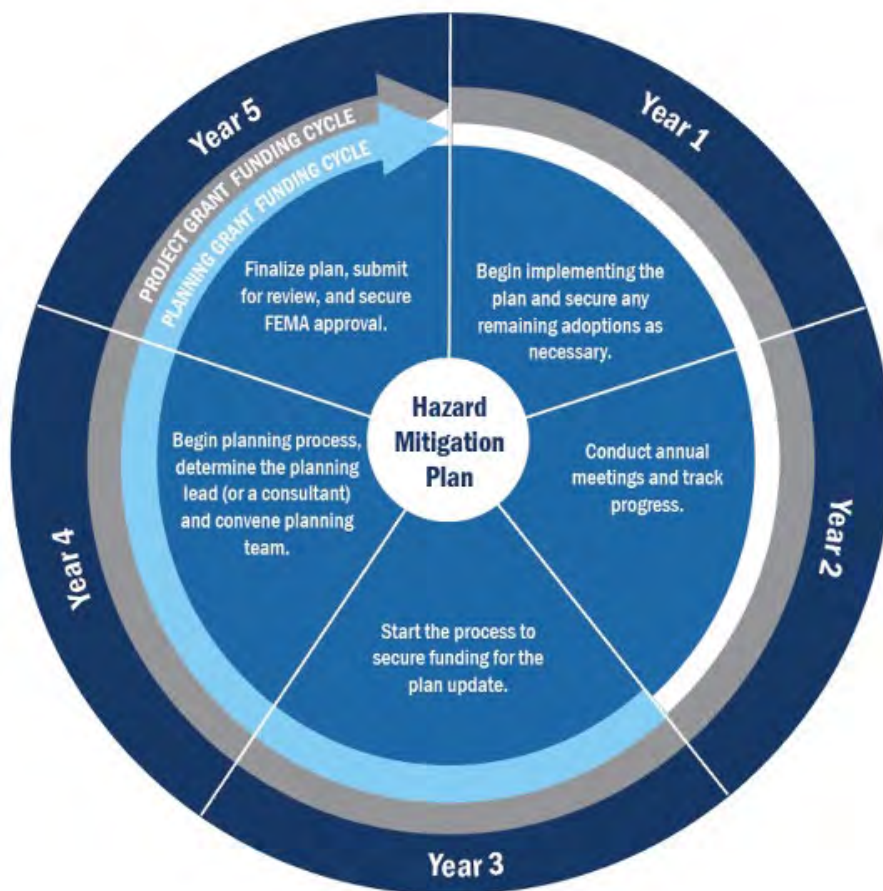 Year 1
Begin implementing the
plan and secure any
remaining adoptions as
necessary.
Year 2
Conduct annual
meetings and track
progress.
Year 3
Start the process to
secure funding for the
plan update.
Year 4
Begin planning process,
determine the planning
lead (or a consultant)
and convene planning
team.
Year 5
Finalize plan, submit
for review, and secure
FEMA approval.
PROJECT GRANT FUNDING CYCLE
PLANNING GRANT FUNDING CYCLE
Hazard
Mitigation
Plan